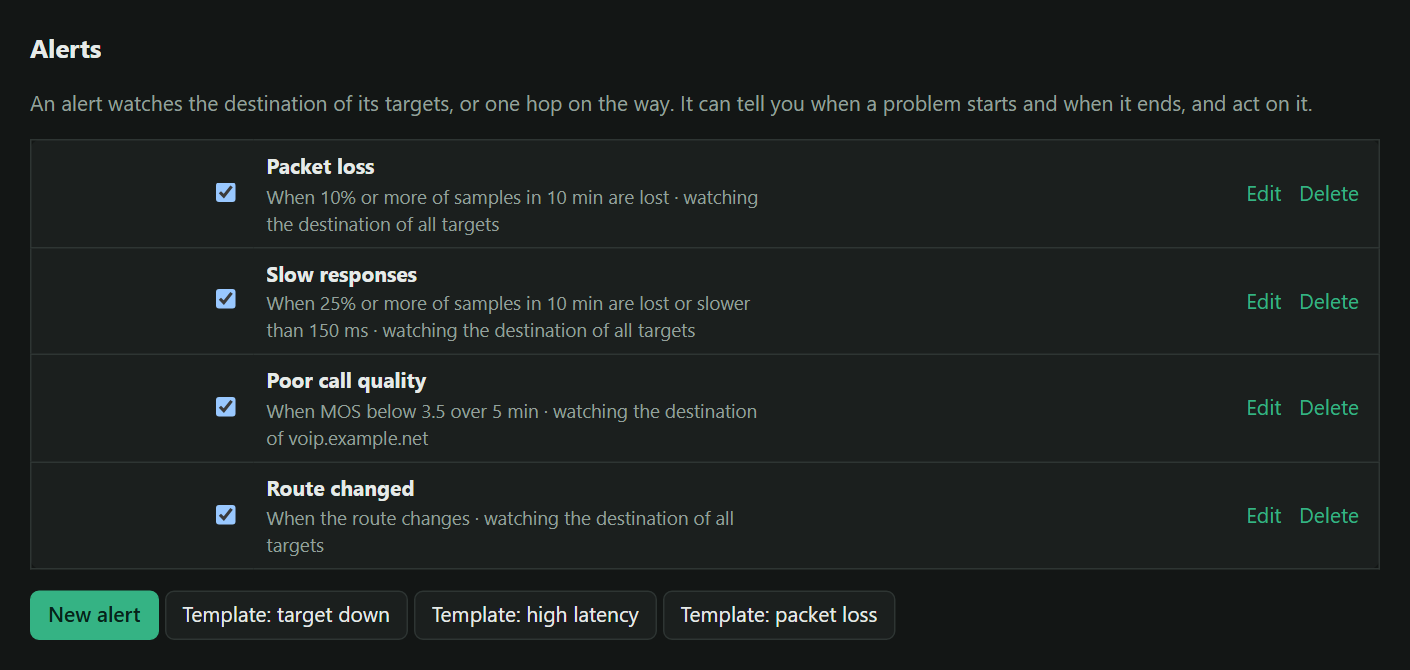 Alerts
An alert watches the destination of its targets, or one hop on the way. It can tell you when a problem starts and when it ends, and act on it.
Packet loss
When 10% or more of samples in 10 min are lost · watching
the destination of all targets
Edit Delete
Slow responses
When 25% or more of samples in 10 min are lost or slower
than 150 ms · watching the destination of all targets
Edit Delete
Poor call quality
When MOS below 3.5 over 5 min · watching the destination
of voip.example.net
Edit Delete
Route changed
When the route changes · watching the destination of all
targets
Edit Delete
New alert Template: target down Template: high latency Template: packet loss